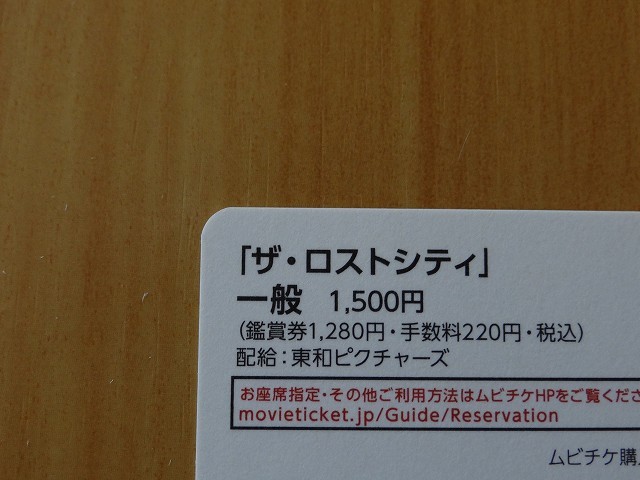 「ザ・ロストシティ」
一般 1,500円
(鑑賞券1,280円・手数料220円・税込)
配給：東和ピクチャーズ
お座席指定・その他ご利用方法はムビチケHPをご覧くださ
movieticket.jp/Guide/Reservation
ムビチケ購入